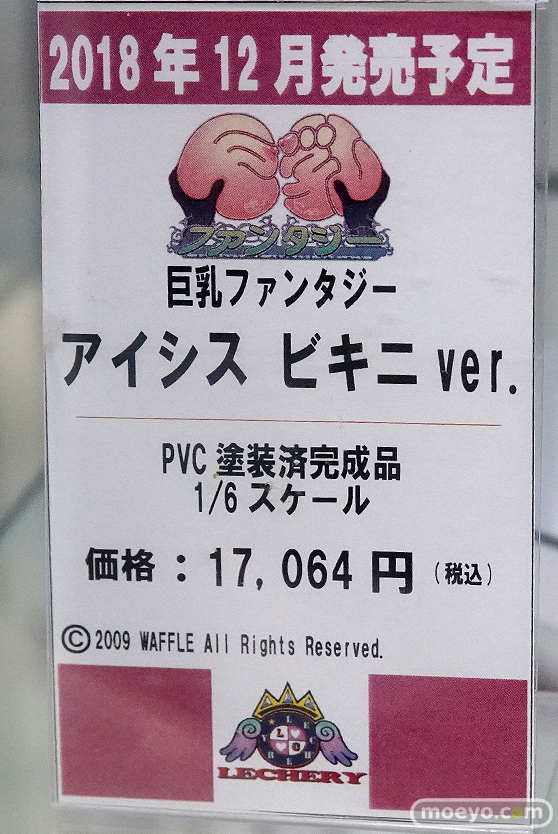 2018年12月発売予定
巨乳
ファンタジー
巨乳ファンタジー
アイシス ビキニ ver.
PVC 塗装済完成品
1/6 スケール
価格 : 17,064 円 (税込)
©2009 WAFFLE All Rights Reserved.
LECHERY
moeyo.com